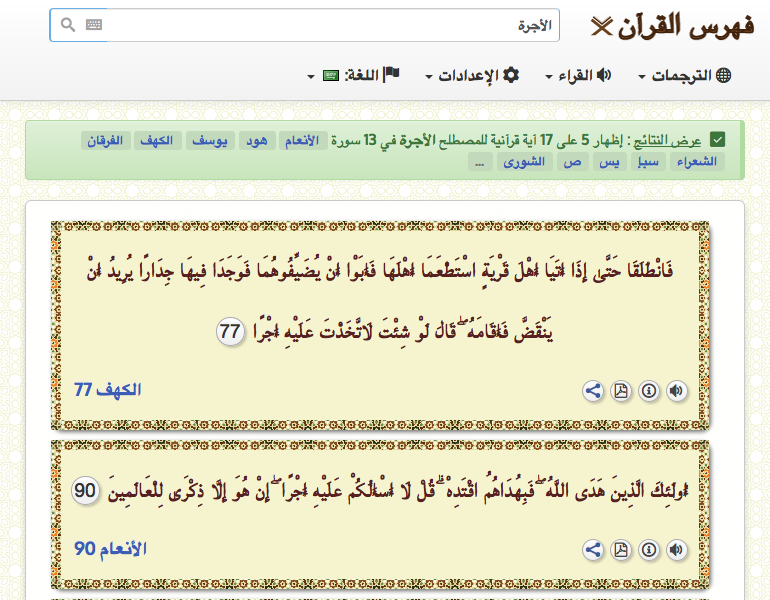 فهرس القرآن
الأجرة
الترجمات
القراء
الإعدادات
اللغة:
عرض النتائج : إظهار 5 على 17 آية قرآنية للمصطلح الأجرة في 13 سورة الأنعام هود يوسف الكهف الفرقان
الشعراء سبإ يس ص الشورى ...
فَانْطَلَقَا حَتَّىٰ إِذَا أَتَيَا أَهْلَ قَرْيَةٍ اسْتَطْعَمَا أَهْلَهَا فَأَبَوْا أَنْ يُضَيِّفُوهُمَا فَوَجَدَا فِيهَا جِدَارًا يُرِيدُ أَنْ
يَنْقَضَّ فَأَقَامَهُ ۖ قَالَ لَوْ شِئْتَ لَاتَّخَذْتَ عَلَيْهِ أَجْرًا 77
الكهف 77
أُولَٰئِكَ الَّذِينَ هَدَى اللَّهُ ۖ فَبِهُدَاهُمُ اقْتَدِهْ ۗ قُلْ لَا أَسْأَلُكُمْ عَلَيْهِ أَجْرًا ۖ إِنْ هُوَ إِلَّا ذِكْرَىٰ لِلْعَالَمِينَ 90
الأنعام 90